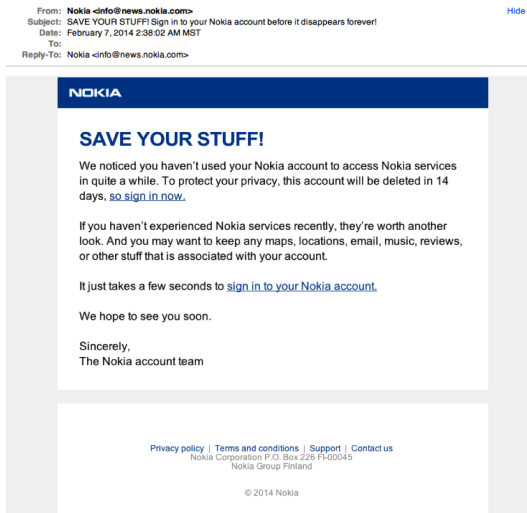 From: Nokia <info@news.nokia.com>
Hide
Subject: SAVE YOUR STUFF! Sign in to your Nokia account before it disappears forever!
Date: February 7, 2014 2:38:02 AM MST
To:
Reply-To: Nokia <info@news.nokia.com>
NOKIA
SAVE YOUR STUFF!
We noticed you haven't used your Nokia account to access Nokia services
in quite a while. To protect your privacy, this account will be deleted in 14
days, so sign in now.
If you haven't experienced Nokia services recently, they're worth another
look. And you may want to keep any maps, locations, email, music, reviews,
or other stuff that is associated with your account.
It just takes a few seconds to sign in to your Nokia account.
We hope to see you soon.
Sincerely,
The Nokia account team
Privacy policy | Terms and conditions | Support | Contact us
Nokia Corporation P.O. Box 226 FI-00045
Nokia Group Finland
© 2014 Nokia